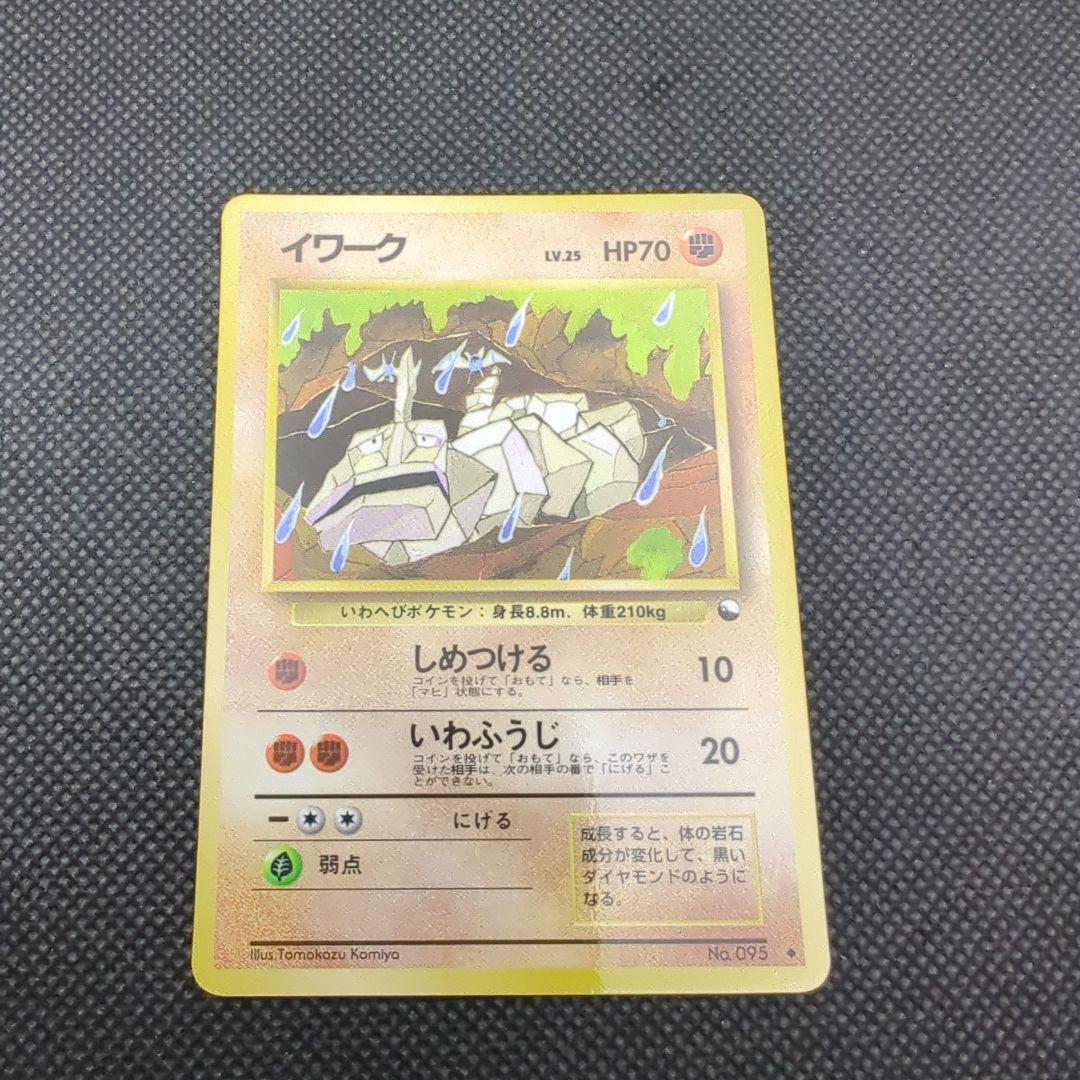 イワーク LV.25 HP70
いわへびポケモン：身長8.8m、体重210kg
しめつける 10
コインを投げて「おもて」なら、相手を
「マヒ」状態にする。
いわふうじ 20
コインを投げて「おもて」なら、このワザを
受けた相手は、次の相手の番で「にげる」こ
とができない。
にげる
弱点
成長すると、体の岩石
成分が変化して、黒い
ダイヤモンドのように
なる。
Illus.Tomokazu Komiya No. 095